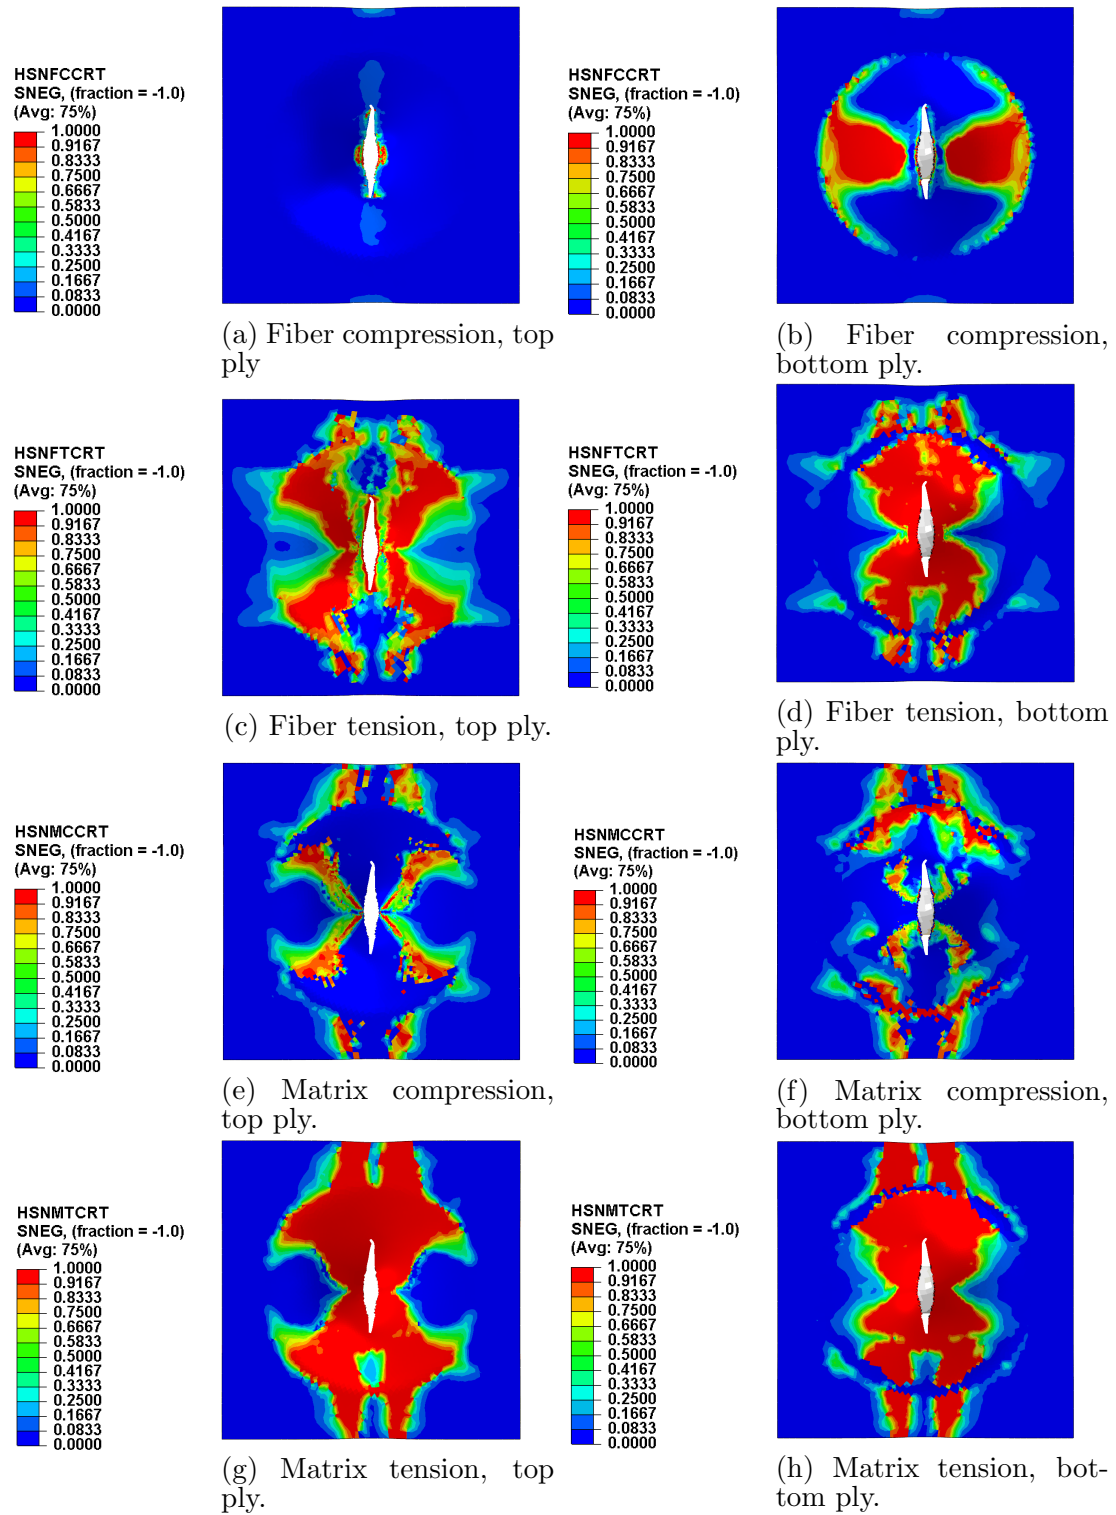 HSNFCCRT
SNEG, (fraction = -1.0)
(Avg: 75%)
1.0000
0.9167
0.8333
0.7500
0.6667
0.5833
0.5000
0.4167
0.3333
0.2500
0.1667
0.0833
0.0000
(a) Fiber compression, top
ply
HSNFCCRT
SNEG, (fraction = -1.0)
(Avg: 75%)
1.0000
0.9167
0.8333
0.7500
0.6667
0.5833
0.5000
0.4167
0.3333
0.2500
0.1667
0.0833
0.0000
(b) Fiber compression,
bottom ply.
HSNFTCRT
SNEG, (fraction = -1.0)
(Avg: 75%)
1.0000
0.9167
0.8333
0.7500
0.6667
0.5833
0.5000
0.4167
0.3333
0.2500
0.1667
0.0833
0.0000
(c) Fiber tension, top ply.
HSNFTCRT
SNEG, (fraction = -1.0)
(Avg: 75%)
1.0000
0.9167
0.8333
0.7500
0.6667
0.5833
0.5000
0.4167
0.3333
0.2500
0.1667
0.0833
0.0000
(d) Fiber tension, bottom
ply.
HSNMCCRT
SNEG, (fraction = -1.0)
(Avg: 75%)
1.0000
0.9167
0.8333
0.7500
0.6667
0.5833
0.5000
0.4167
0.3333
0.2500
0.1667
0.0833
0.0000
(e) Matrix compression,
top ply.
HSNMCCRT
SNEG, (fraction = -1.0)
(Avg: 75%)
1.0000
0.9167
0.8333
0.7500
0.6667
0.5833
0.5000
0.4167
0.3333
0.2500
0.1667
0.0833
0.0000
(f) Matrix compression,
bottom ply.
HSNMTCRT
SNEG, (fraction = -1.0)
(Avg: 75%)
1.0000
0.9167
0.8333
0.7500
0.6667
0.5833
0.5000
0.4167
0.3333
0.2500
0.1667
0.0833
0.0000
(g) Matrix tension, top
ply.
HSNMTCRT
SNEG, (fraction = -1.0)
(Avg: 75%)
1.0000
0.9167
0.8333
0.7500
0.6667
0.5833
0.5000
0.4167
0.3333
0.2500
0.1667
0.0833
0.0000
(h) Matrix tension, bot-
tom ply.